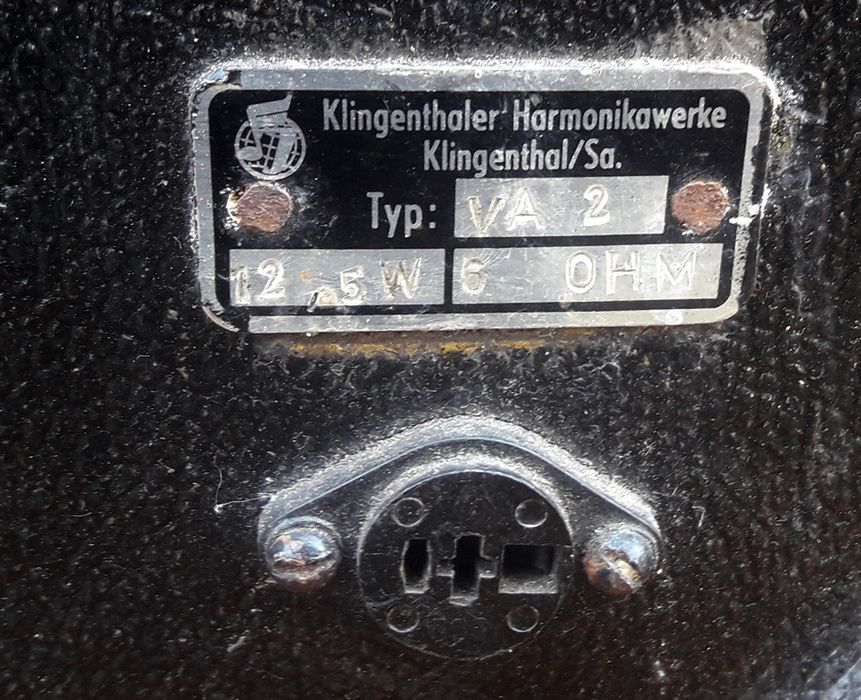 Klingenthaler Harmonikawerke
Klingenthal/Sa.
Typ: VA 2
12,5W 6 OHM